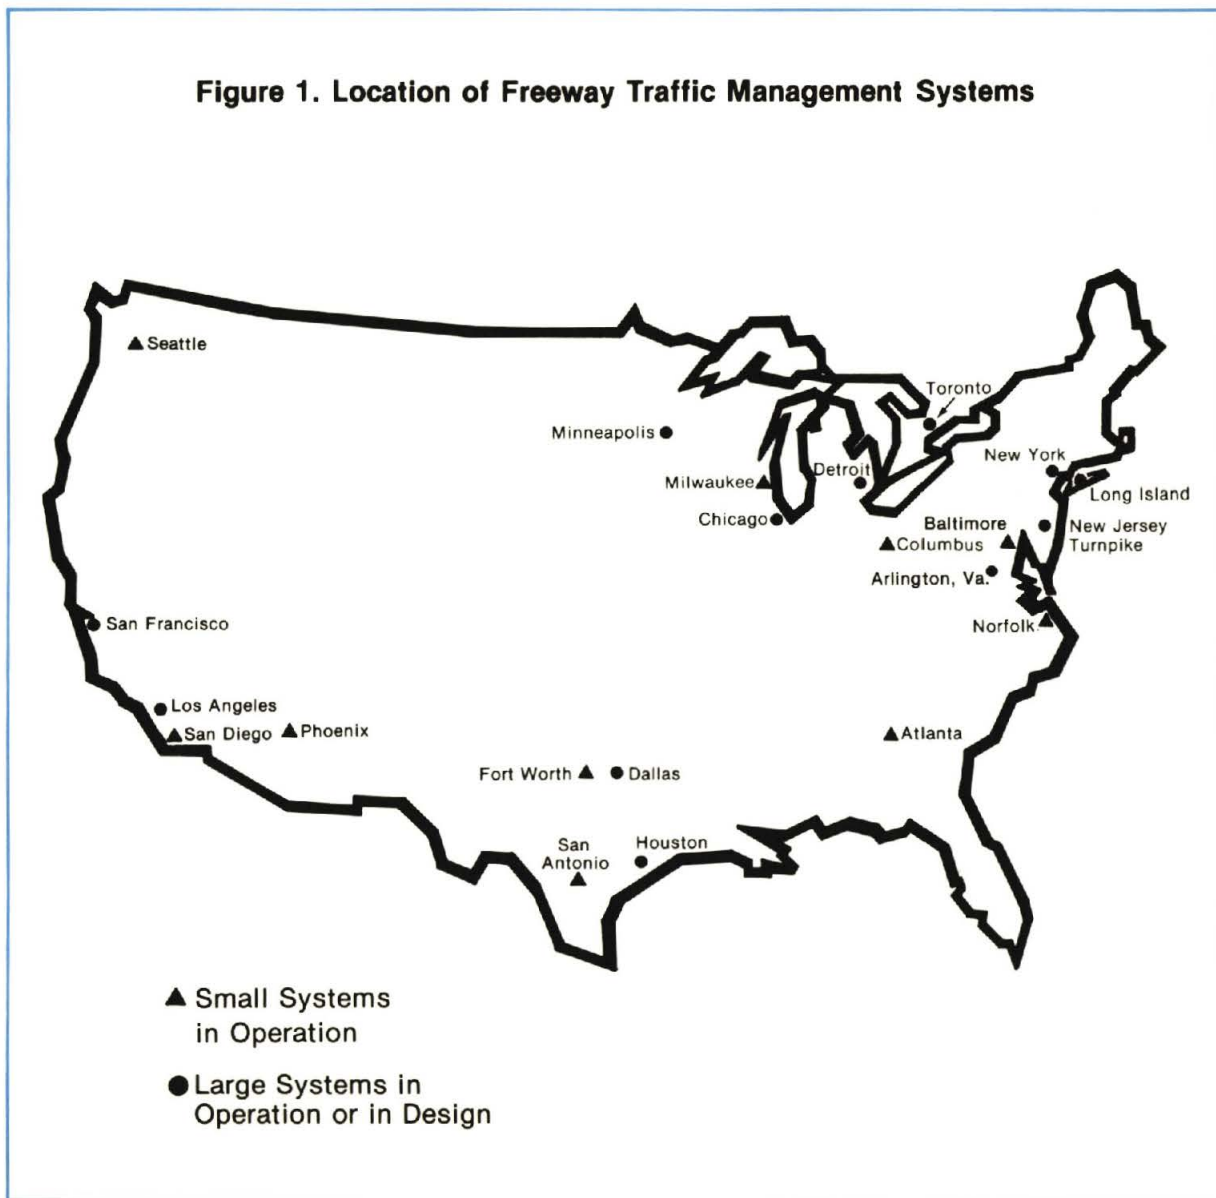 Figure 1. Location of Freeway Traffic Management Systems
Seattle
Toronto
Minneapolis
New York
Milwaukee
Detroit
Long Island
Chicago
Baltimore
New Jersey
Turnpike
Columbus
Arlington, Va.
San Francisco
Norfolk
Los Angeles
San Diego
Phoenix
Atlanta
Fort Worth
Dallas
San
Antonio
Houston
Small Systems
in Operation
Large Systems in
Operation or in Design